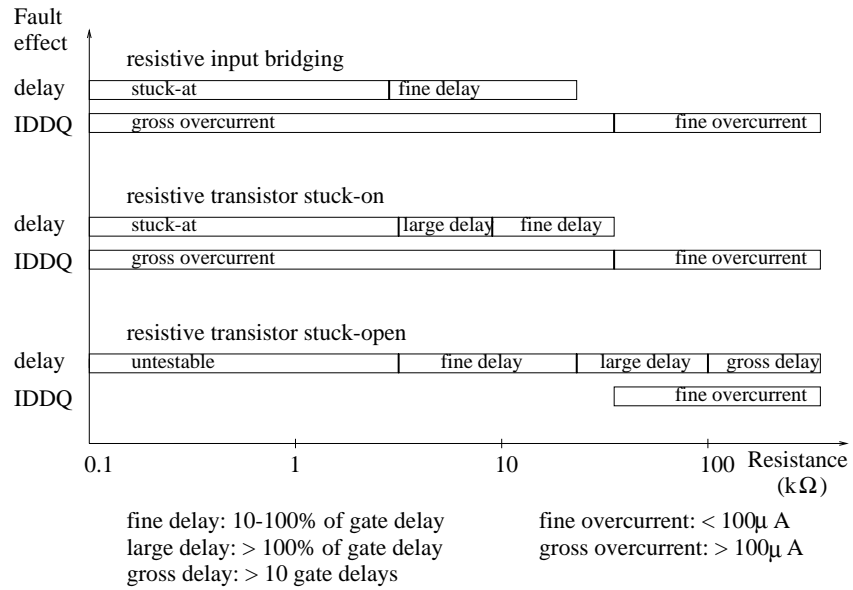 Fault
effect
resistive input bridging
delay stuck-at fine delay
IDDQ gross overcurrent fine overcurrent
resistive transistor stuck-on
delay stuck-at large delay fine delay
IDDQ gross overcurrent fine overcurrent
resistive transistor stuck-open
delay untestable fine delay large delay gross delay
IDDQ fine overcurrent
0.1 1 10 100 Resistance
(kΩ)
fine delay: 10-100% of gate delay fine overcurrent: < 100μ A
large delay: > 100% of gate delay gross overcurrent: > 100μ A
gross delay: > 10 gate delays